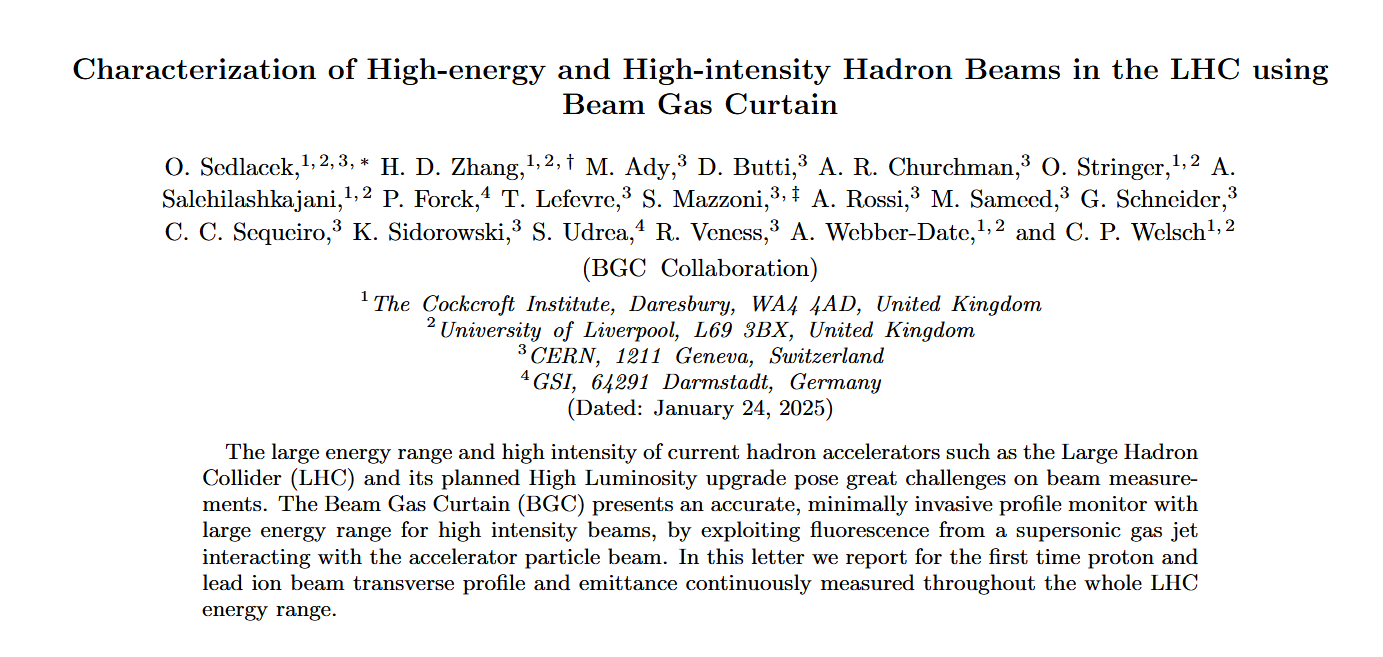 Characterization of High-energy and High-intensity Hadron Beams in the LHC using
Beam Gas Curtain
O. Sedlacek,1, 2, 3, * H. D. Zhang,1, 2, † M. Ady,3 D. Butti,3 A. R. Churchman,3 O. Stringer,1, 2 A.
Salehilashkajani,1, 2 P. Forck,4 T. Lefevre,3 S. Mazzoni,3, ‡ A. Rossi,3 M. Sameed,3 G. Schneider,3
C. C. Sequeiro,3 K. Sidorowski,3 S. Udrea,4 R. Veness,3 A. Webber-Date,1, 2 and C. P. Welsch1, 2
(BGC Collaboration)
1 The Cockcroft Institute, Daresbury, WA4 4AD, United Kingdom
2 University of Liverpool, L69 3BX, United Kingdom
3 CERN, 1211 Geneva, Switzerland
4 GSI, 64291 Darmstadt, Germany
(Dated: January 24, 2025)
The large energy range and high intensity of current hadron accelerators such as the Large Hadron
Collider (LHC) and its planned High Luminosity upgrade pose great challenges on beam measure-
ments. The Beam Gas Curtain (BGC) presents an accurate, minimally invasive profile monitor with
large energy range for high intensity beams, by exploiting fluorescence from a supersonic gas jet
interacting with the accelerator particle beam. In this letter we report for the first time proton and
lead ion beam transverse profile and emittance continuously measured throughout the whole LHC
energy range.